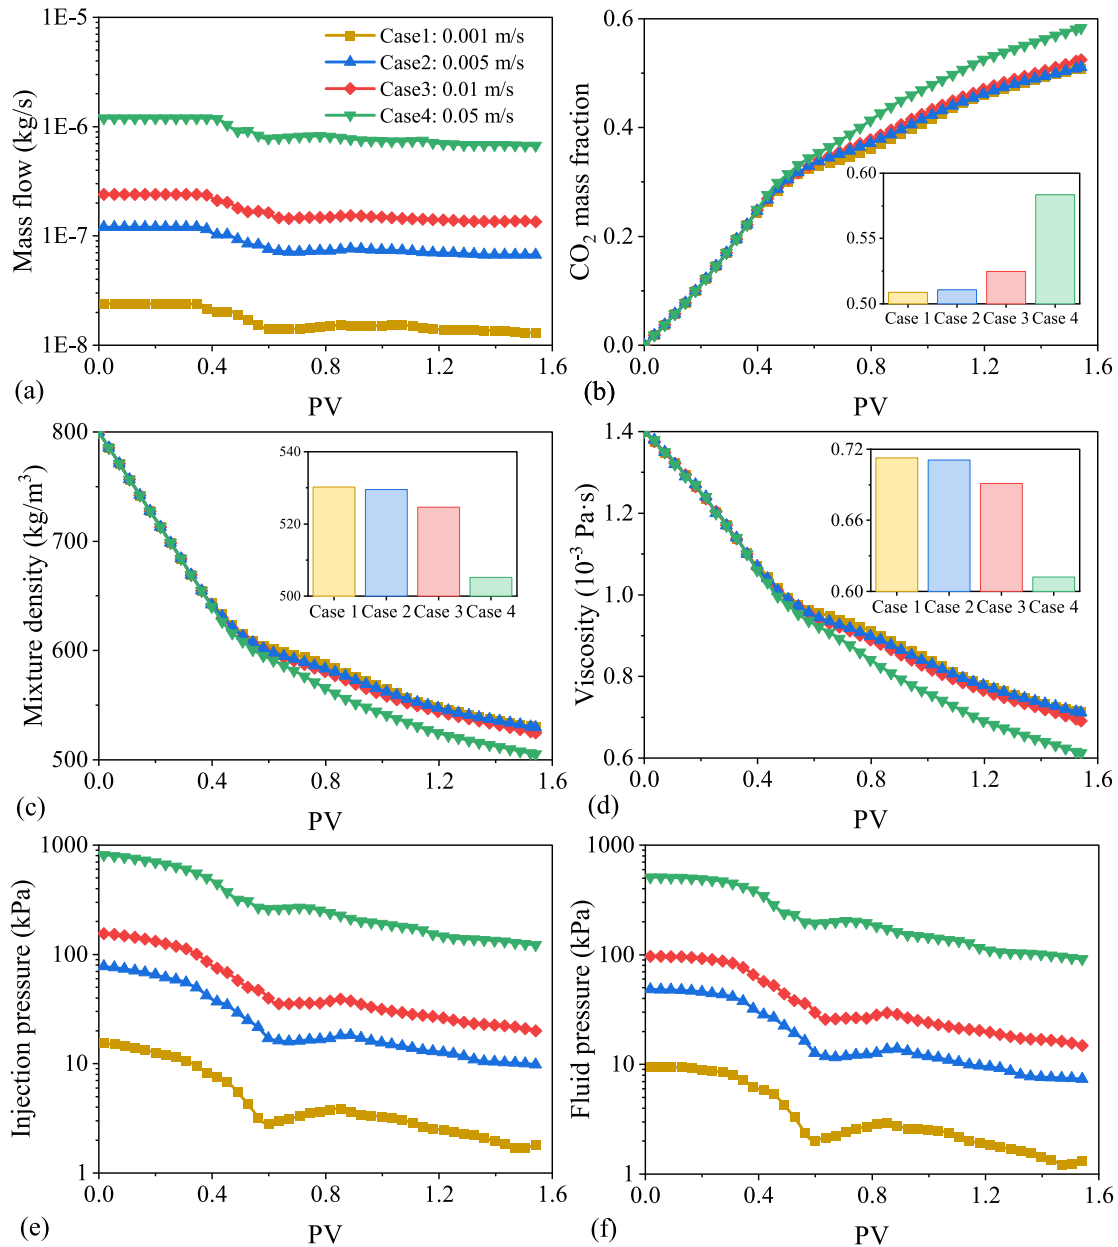 1E-5
1E-6
1E-7
1E-8
Mass flow (kg/s)
Case1: 0.001 m/s
Case2: 0.005 m/s
Case3: 0.01 m/s
Case4: 0.05 m/s
0.0 0.4 0.8 1.2 1.6
(a)
PV
0.6
0.4
0.2
0.0
CO₂ mass fraction
0.60
0.55
0.50
Case 1 Case 2 Case 3 Case 4
0.0 0.4 0.8 1.2 1.6
(b)
PV
800
700
600
500
Mixture density (kg/m³)
540
520
500
Case 1 Case 2 Case 3 Case 4
0.0 0.4 0.8 1.2 1.6
(c)
PV
1.4
1.2
1.0
0.8
0.6
Viscosity (10⁻³ Pa·s)
0.72
0.66
0.60
Case 1 Case 2 Case 3 Case 4
0.0 0.4 0.8 1.2 1.6
(d)
PV
1000
100
10
1
Injection pressure (kPa)
0.0 0.4 0.8 1.2 1.6
(e)
PV
1000
100
10
1
Fluid pressure (kPa)
0.0 0.4 0.8 1.2 1.6
(f)
PV